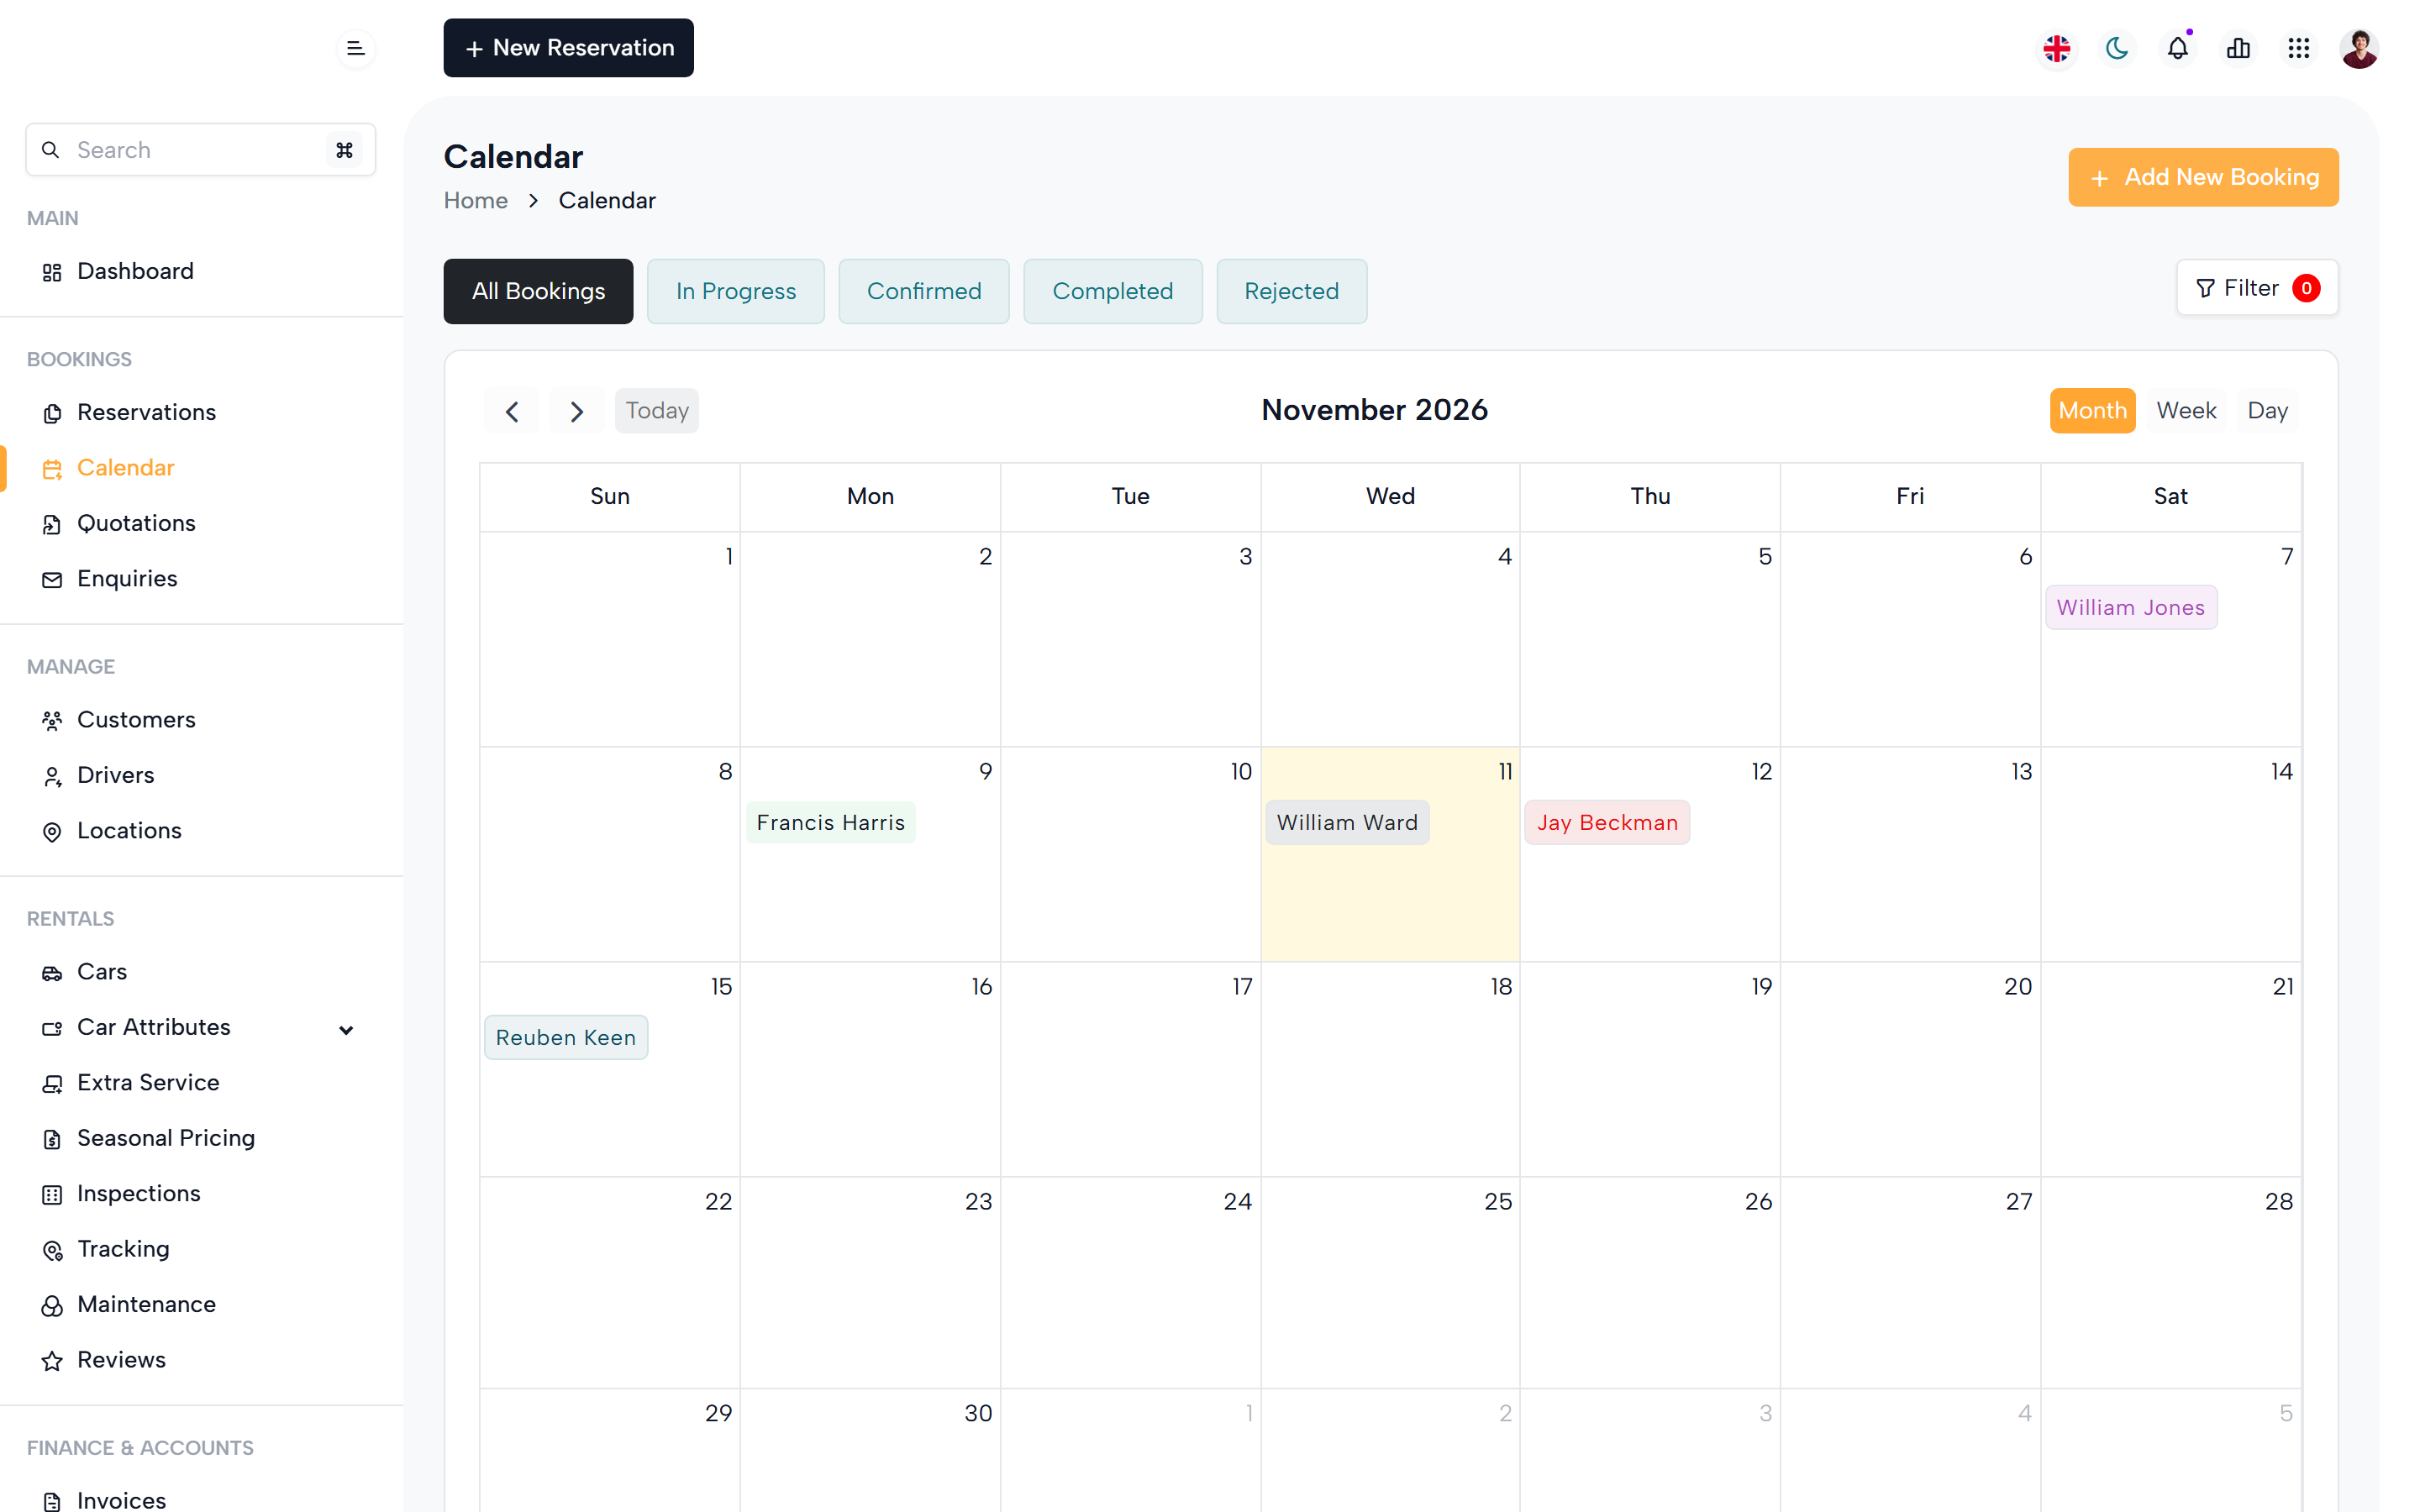 New Reservation
Search
MAIN
Dashboard
BOOKINGS
Reservations
Calendar
Quotations
Enquiries
MANAGE
Customers
Drivers
Locations
RENTALS
Cars
Car Attributes
Extra Service
Seasonal Pricing
Inspections
Tracking
Maintenance
Reviews
FINANCE & ACCOUNTS
Invoices
Calendar
Home > Calendar
+ Add New Booking
All Bookings In Progress Confirmed Completed Rejected
Filter 0
Today
November 2026
Month Week Day
Sun Mon Tue Wed Thu Fri Sat
1 2 3 4 5 6 7
William Jones
8 9 10 11 12 13 14
Francis Harris William Ward Jay Beckman
15 16 17 18 19 20 21
Reuben Keen
22 23 24 25 26 27 28
29 30 1 2 3 4 5